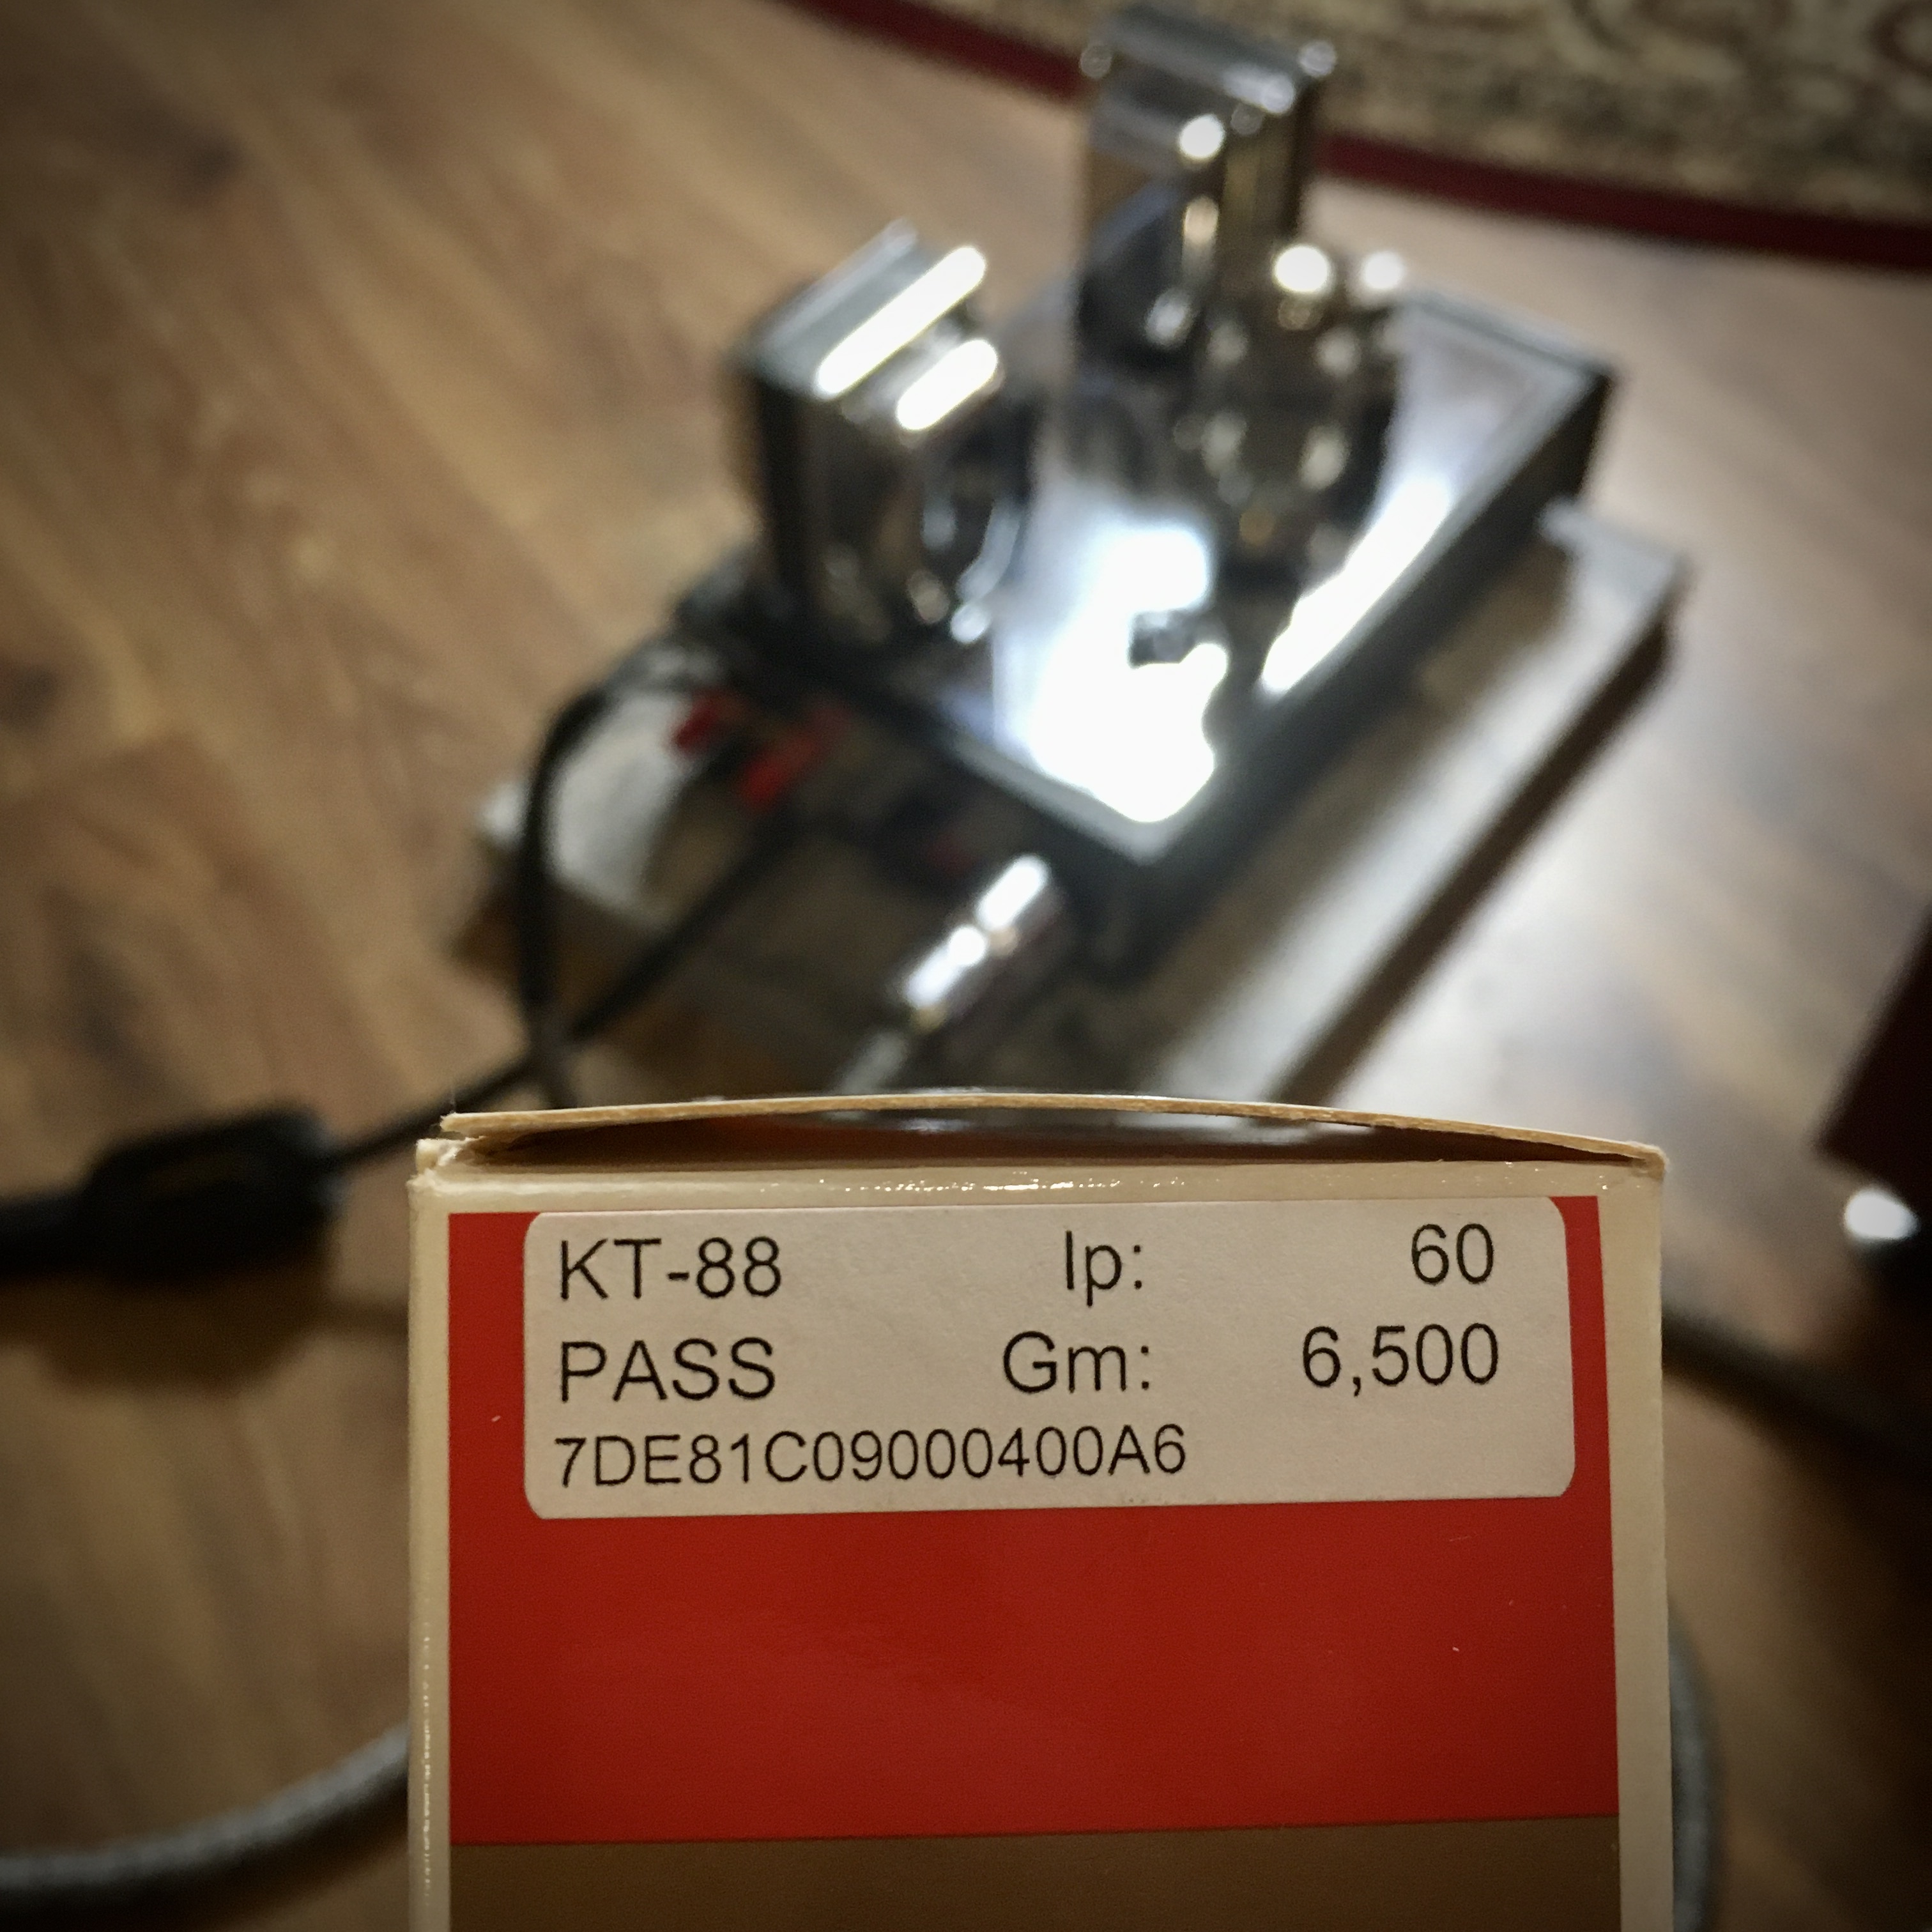 KT-88 Ip: 60
PASS Gm: 6,500
7DE81C09000400A6